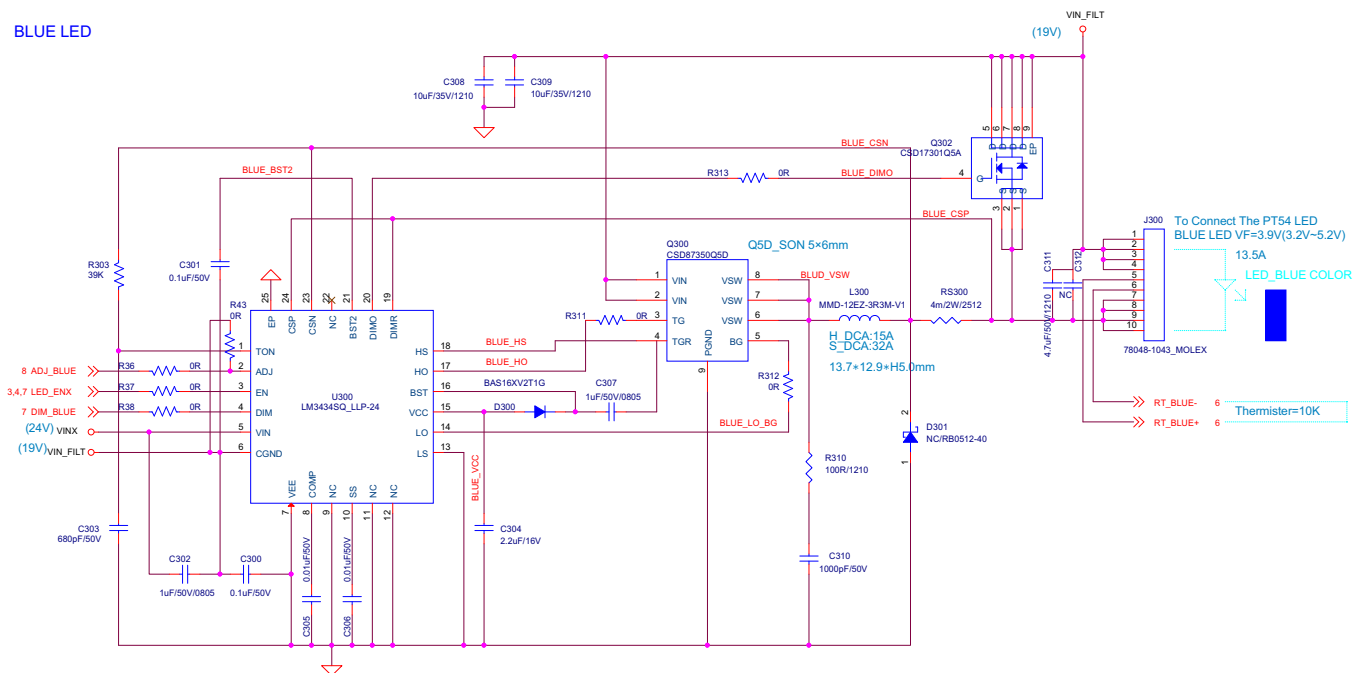 BLUE LED
VIN_FILT
(19V)
C308
10uF/35V/1210
C309
10uF/35V/1210
BLUE_CSN
Q302
CSD17301Q5A
5
6
7
8
9
D
D
D
D
EP
4
G
S
S
S
3
2
1
BLUE_BST2
R313
0R
BLUE_DIMO
BLUE_CSP
J300
To Connect The PT54 LED
BLUE LED VF=3.9V(3.2V~5.2V)
13.5A
LED_BLUE COLOR
1
2
3
4
5
6
7
8
9
10
78048-1043_MOLEX
R303
39K
C301
0.1uF/50V
R43
0R
Q300
CSD87350Q5D
Q5D_SON 5×6mm
1
2
3
4
VIN
VIN
TG
TGR
PGND
9
VSW
VSW
VSW
BG
8
7
6
5
BLUD_VSW
L300
MMD-12EZ-3R3M-V1
H_DCA:15A
S_DCA:32A
13.7*12.9*H5.0mm
RS300
4m/2W/2512
C311
4.7uF/50V/1210
C312
NC
R311
0R
25
24
23
22
21
20
19
EP
CSP
CSN
NC
BST2
DIMO
DIMR
1
2
3
4
5
6
TON
ADJ
EN
DIM
VIN
CGND
U300
LM3434SQ_LLP-24
HS
HO
BST
VCC
LO
LS
18
17
16
15
14
13
VEE
COMP
NC
SS
NC
NC
7
8
9
10
11
12
8 ADJ_BLUE
R36
0R
3,4,7 LED_ENX
R37
0R
7 DIM_BLUE
R38
0R
(24V) VINX
(19V) VIN_FILT
BLUE_HS
BLUE_HO
BAS16XV2T1G
D300
C307
1uF/50V/0805
R312
0R
BLUE_LO_BG
BLUE_VCC
D301
NC/RB0512-40
2
1
RT_BLUE- 6
RT_BLUE+ 6
Thermister=10K
R310
100R/1210
C310
1000pF/50V
C304
2.2uF/16V
C303
680pF/50V
C302
1uF/50V/0805
C300
0.1uF/50V
0.01uF/50V
C305
0.01uF/50V
C306